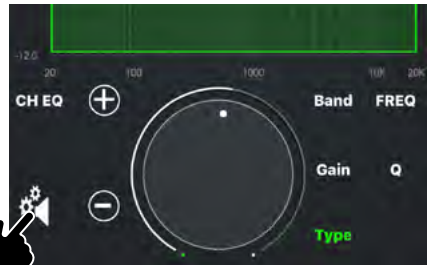 -12.0
20 100 1000 10K 20K
CH EQ Band FREQ
Gain Q
Type